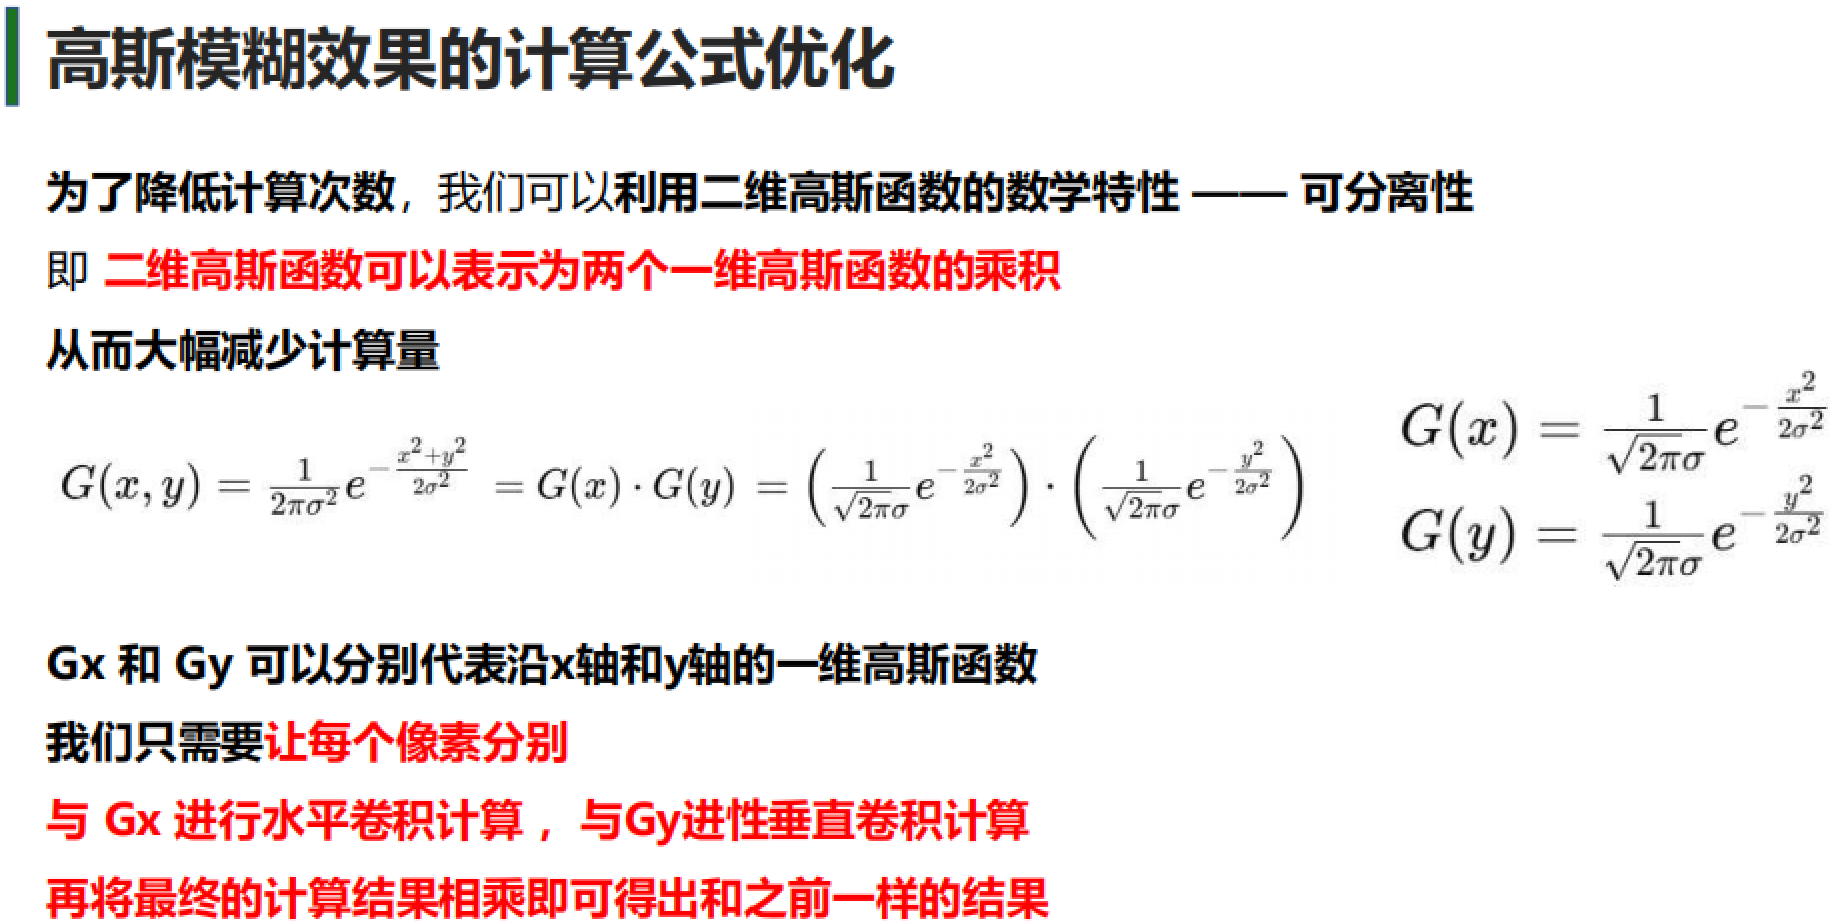 高斯模糊效果的计算公式优化
为了降低计算次数，我们可以利用二维高斯函数的数学特性 —— 可分离性
即 二维高斯函数可以表示为两个一维高斯函数的乘积
从而大幅减少计算量
G(x, y) = \frac{1}{2\pi\sigma^2} e^{-\frac{x^2+y^2}{2\sigma^2}} = G(x) \cdot G(y) = \left( \frac{1}{\sqrt{2\pi}\sigma} e^{-\frac{x^2}{2\sigma^2}} \right) \cdot \left( \frac{1}{\sqrt{2\pi}\sigma} e^{-\frac{y^2}{2\sigma^2}} \right)
G(x) = \frac{1}{\sqrt{2\pi}\sigma} e^{-\frac{x^2}{2\sigma^2}}
G(y) = \frac{1}{\sqrt{2\pi}\sigma} e^{-\frac{y^2}{2\sigma^2}}
Gx 和 Gy 可以分别代表沿x轴和y轴的一维高斯函数
我们只需要让每个像素分别
与 Gx 进行水平卷积计算 ，与Gy进性垂直卷积计算
再将最终的计算结果相乘即可得出和之前一样的结果